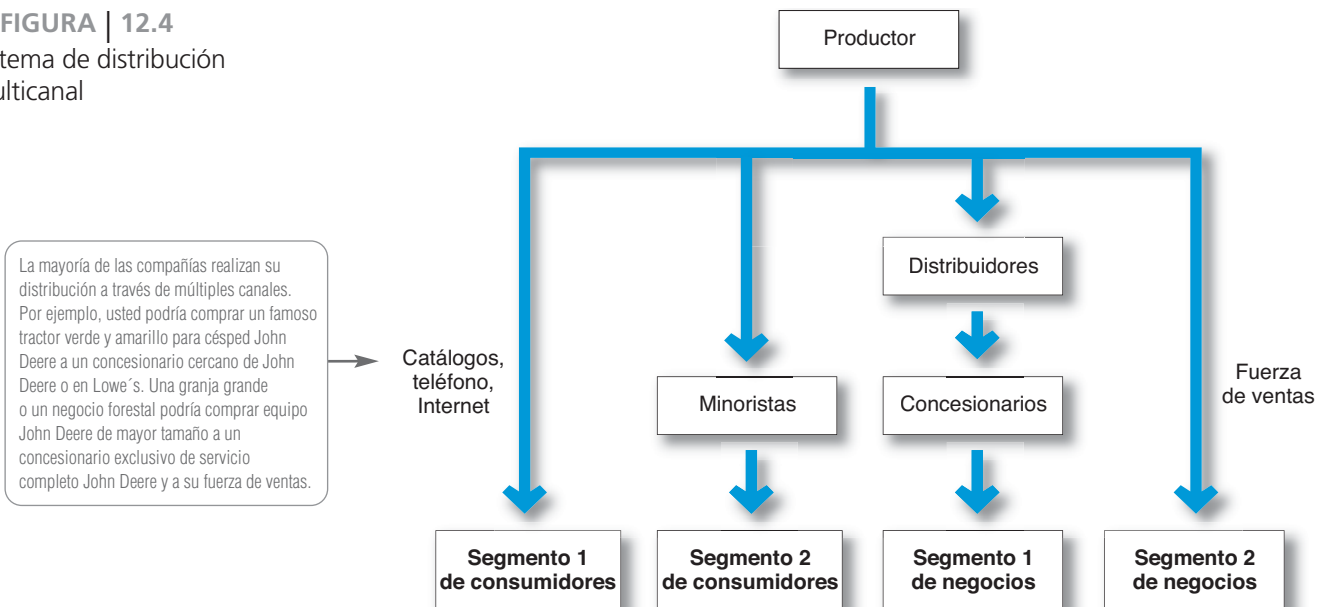 FIGURA | 12.4
tema de distribución
ulticanal
La mayoría de las compañías realizan su
distribución a través de múltiples canales.
Por ejemplo, usted podría comprar un famoso
tractor verde y amarillo para césped John
Deere a un concesionario cercano de John
Deere o en Lowe´s. Una granja grande
o un negocio forestal podría comprar equipo
John Deere de mayor tamaño a un
concesionario exclusivo de servicio
completo John Deere y a su fuerza de ventas.
Productor
Distribuidores
Catálogos,
teléfono,
Internet
Minoristas
Concesionarios
Fuerza
de ventas
Segmento 1
de consumidores
Segmento 2
de consumidores
Segmento 1
de negocios
Segmento 2
de negocios